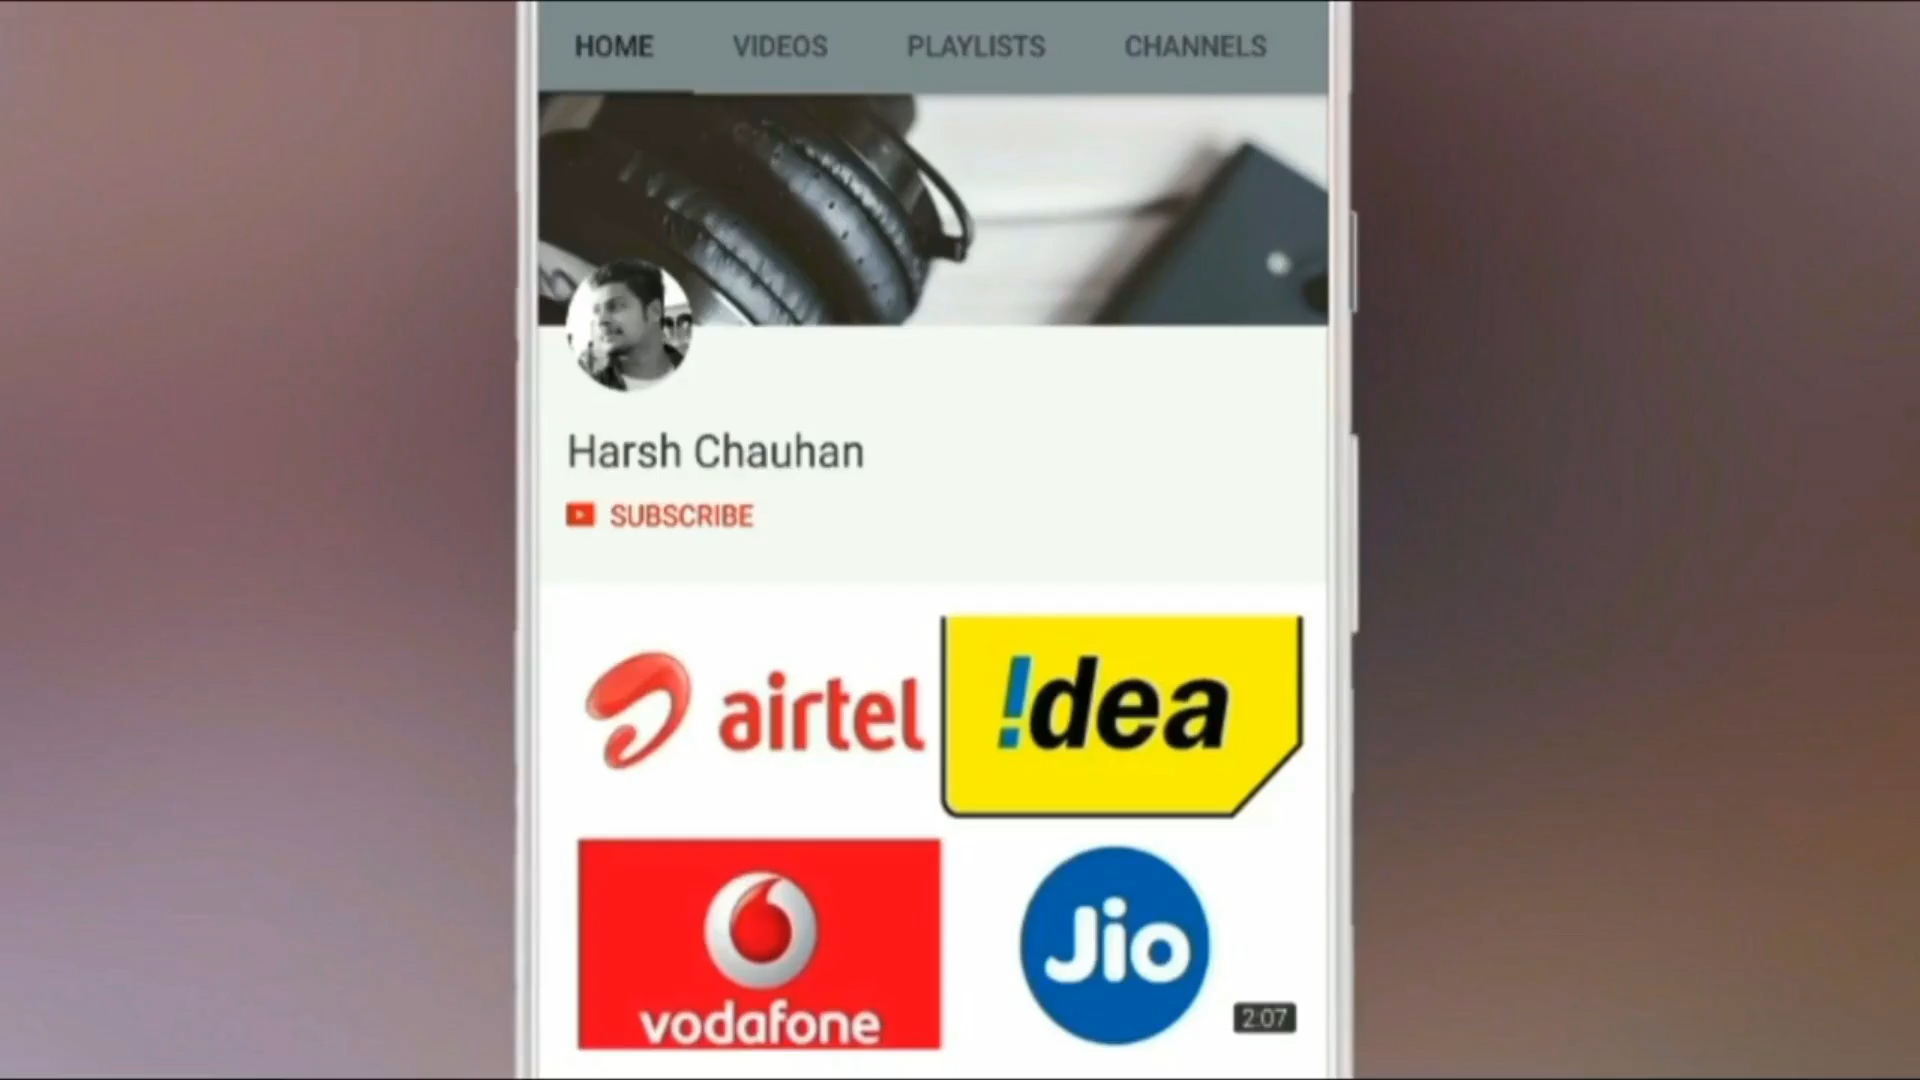 HOME VIDEOS PLAYLISTS CHANNELS
Harsh Chauhan
SUBSCRIBE
airtel
!dea
vodafone
Jio
2:07